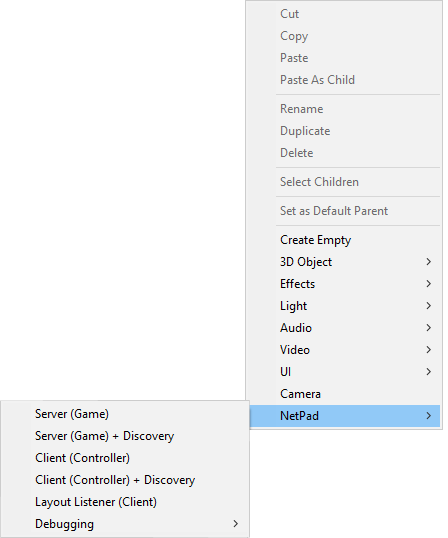 Cut
Copy
Paste
Paste As Child
Rename
Duplicate
Delete
Select Children
Set as Default Parent
Create Empty
3D Object
Effects
Light
Audio
Video
UI
Camera
NetPad
Server (Game)
Server (Game) + Discovery
Client (Controller)
Client (Controller) + Discovery
Layout Listener (Client)
Debugging